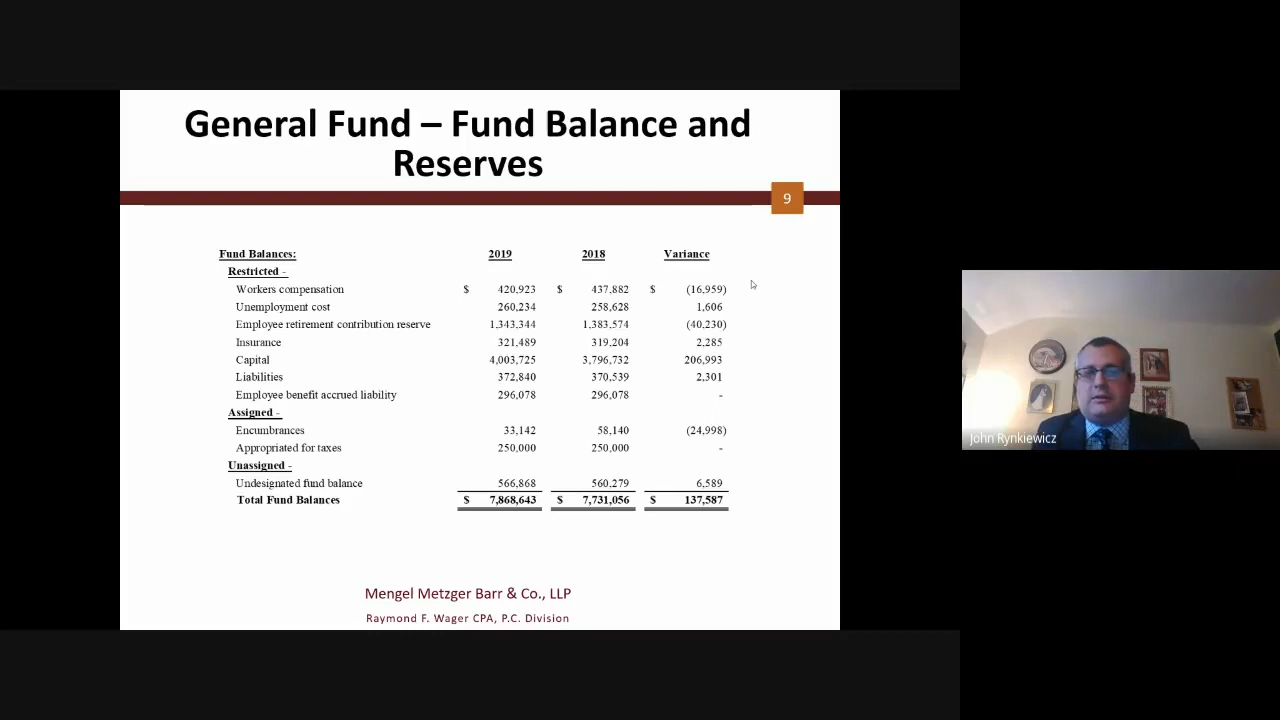 General Fund – Fund Balance and
Reserves
9
Fund Balances: 2019 2018 Variance
Restricted -
Workers compensation $ 420,923 $ 437,882 $ (16,959)
Unemployment cost 260,234 258,628 1,606
Employee retirement contribution reserve 1,343,344 1,383,574 (40,230)
Insurance 321,489 319,204 2,285
Capital 4,003,725 3,796,732 206,993
Liabilities 372,840 370,539 2,301
Employee benefit accrued liability 296,078 296,078 -
Assigned -
Encumbrances 33,142 58,140 (24,998)
Appropriated for taxes 250,000 250,000 -
Unassigned -
Undesignated fund balance 566,868 560,279 6,589
Total Fund Balances $ 7,868,643 $ 7,731,056 $ 137,587
Mengel Metzger Barr & Co., LLP
Raymond F. Wager CPA, P.C. Division
John Rynkiewicz